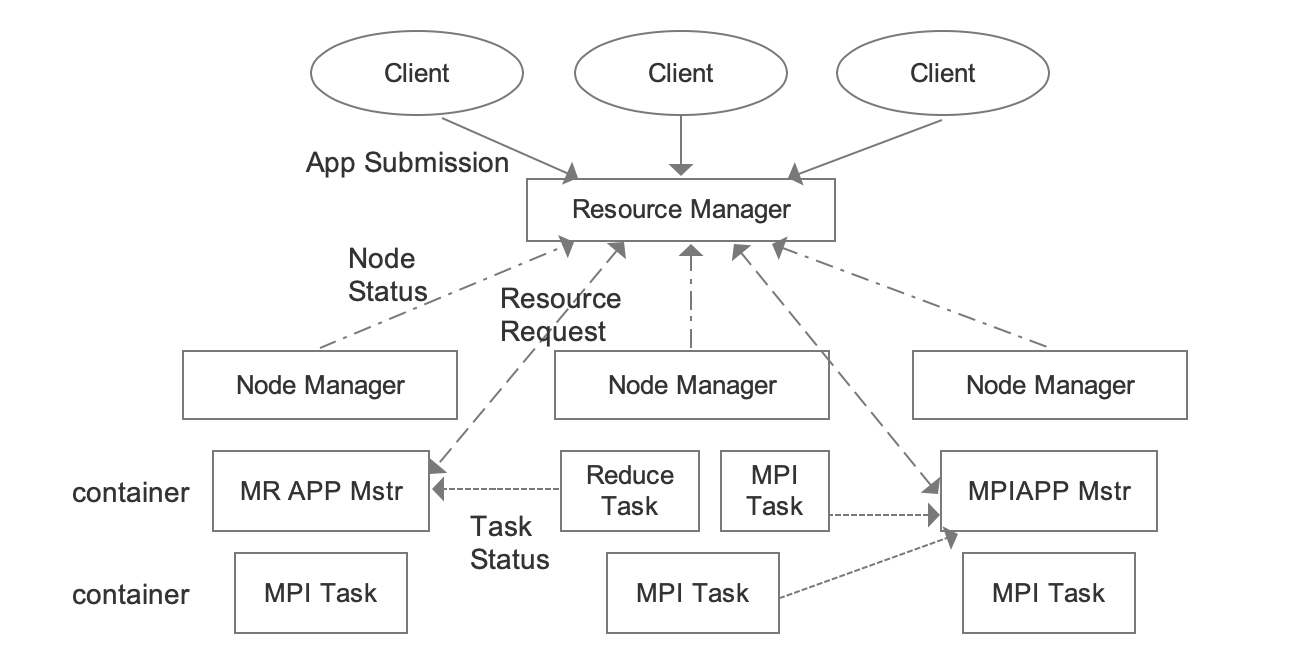 Client
Client
Client
App Submission
Resource Manager
Node
Status
Resource
Request
Node Manager
Node Manager
Node Manager
container
MR APP Mstr
Reduce
Task
MPI
Task
MPIAPP Mstr
Task
Status
container
MPI Task
MPI Task
MPI Task